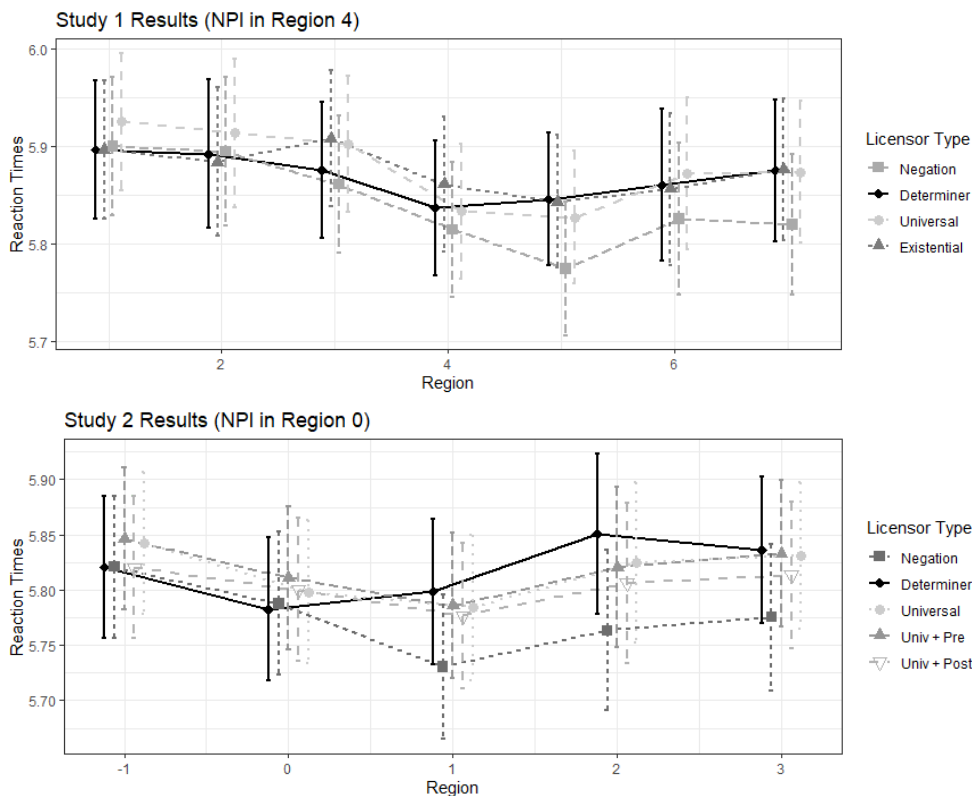 Study 1 Results (NPI in Region 4)
Reaction Times
6.0
5.9
5.8
5.7
2
4
6
Region
Licensor Type
Negation
Determiner
Universal
Existential
Study 2 Results (NPI in Region 0)
Reaction Times
5.90
5.85
5.80
5.75
5.70
-1
0
1
2
3
Region
Licensor Type
Negation
Determiner
Universal
Univ + Pre
Univ + Post